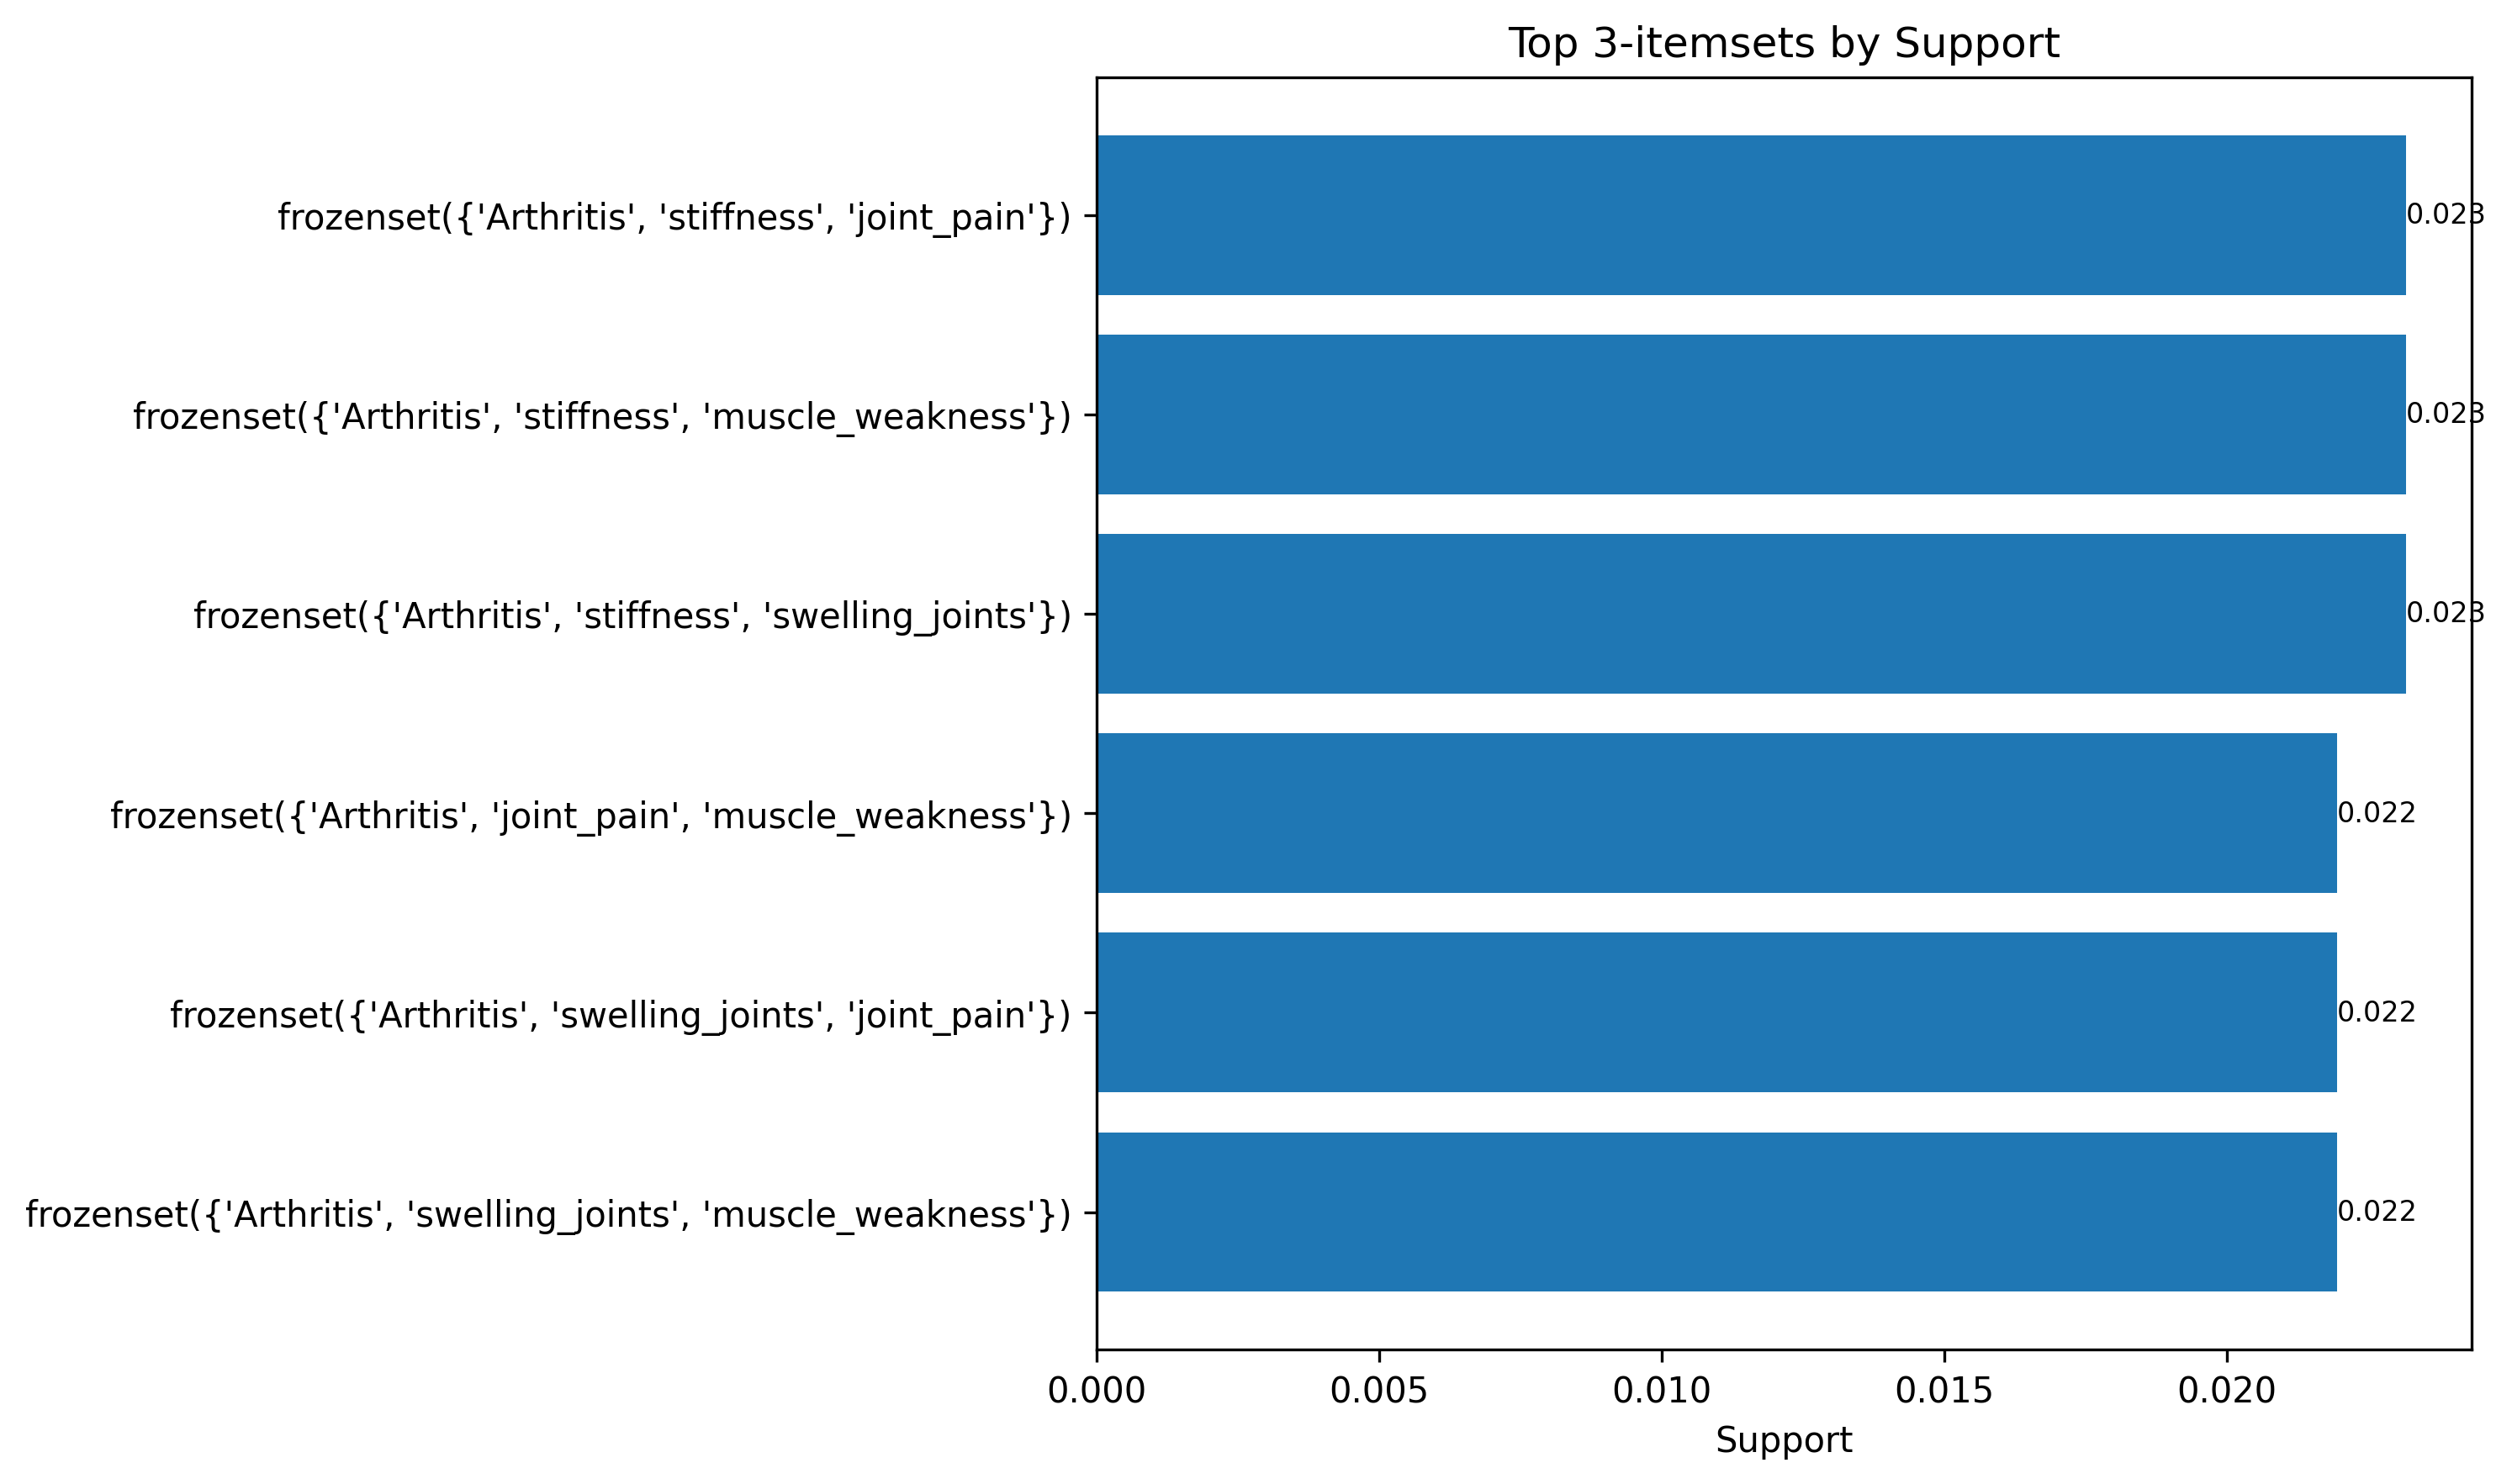 Top 3-itemsets by Support
frozenset({'Arthritis', 'stiffness', 'joint_pain'})
0.023
frozenset({'Arthritis', 'stiffness', 'muscle_weakness'})
0.023
frozenset({'Arthritis', 'stiffness', 'swelling_joints'})
0.023
frozenset({'Arthritis', 'joint_pain', 'muscle_weakness'})
0.022
frozenset({'Arthritis', 'swelling_joints', 'joint_pain'})
0.022
frozenset({'Arthritis', 'swelling_joints', 'muscle_weakness'})
0.022
0.000 0.005 0.010 0.015 0.020
Support